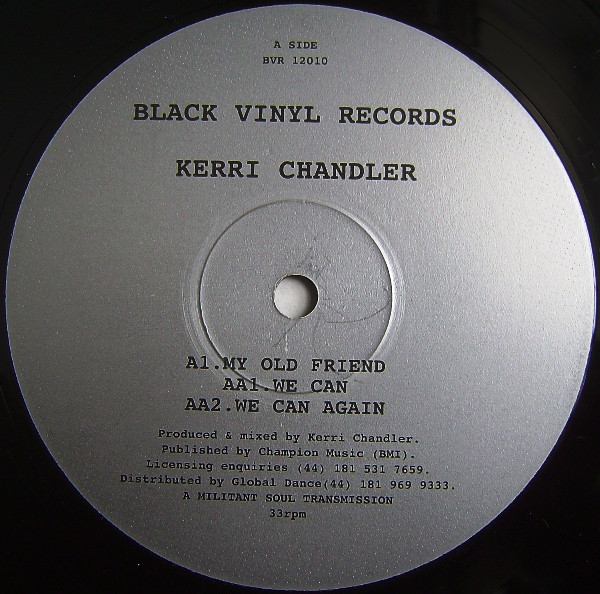 A SIDE
BVR 12010
BLACK VINYL RECORDS
KERRI CHANDLER
A1.MY OLD FRIEND
AA1.WE CAN
AA2.WE CAN AGAIN
Produced & mixed by Kerri Chandler.
Published by Champion Music (BMI).
Licensing enquiries (44) 181 531 7659.
Distributed by Global Dance(44) 181 969 9333.
A MILITANT SOUL TRANSMISSION
33rpm